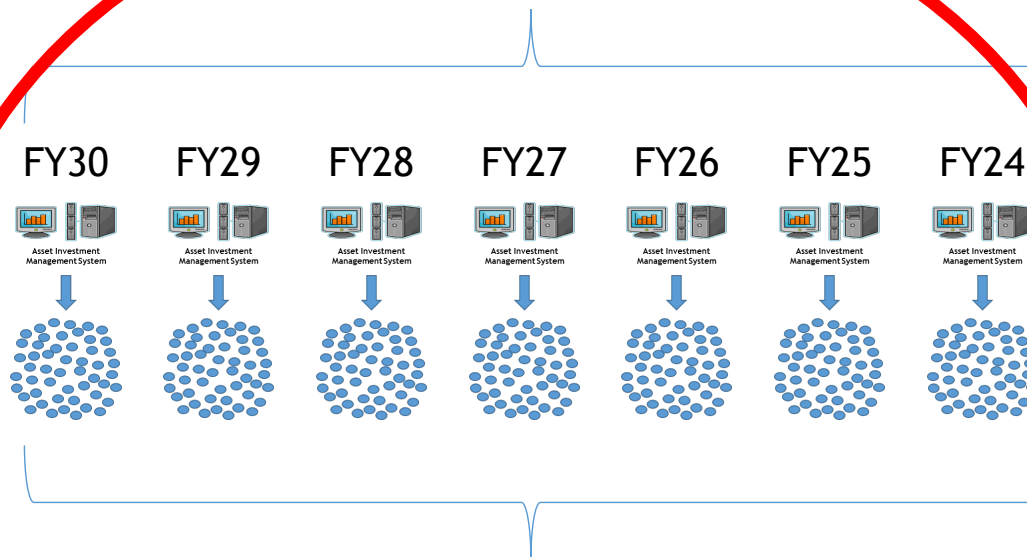 FY30 FY29 FY28 FY27 FY26 FY25 FY24
Asset Investment
Management System
Asset Investment
Management System
Asset Investment
Management System
Asset Investment
Management System
Asset Investment
Management System
Asset Investment
Management System
Asset Investment
Management System